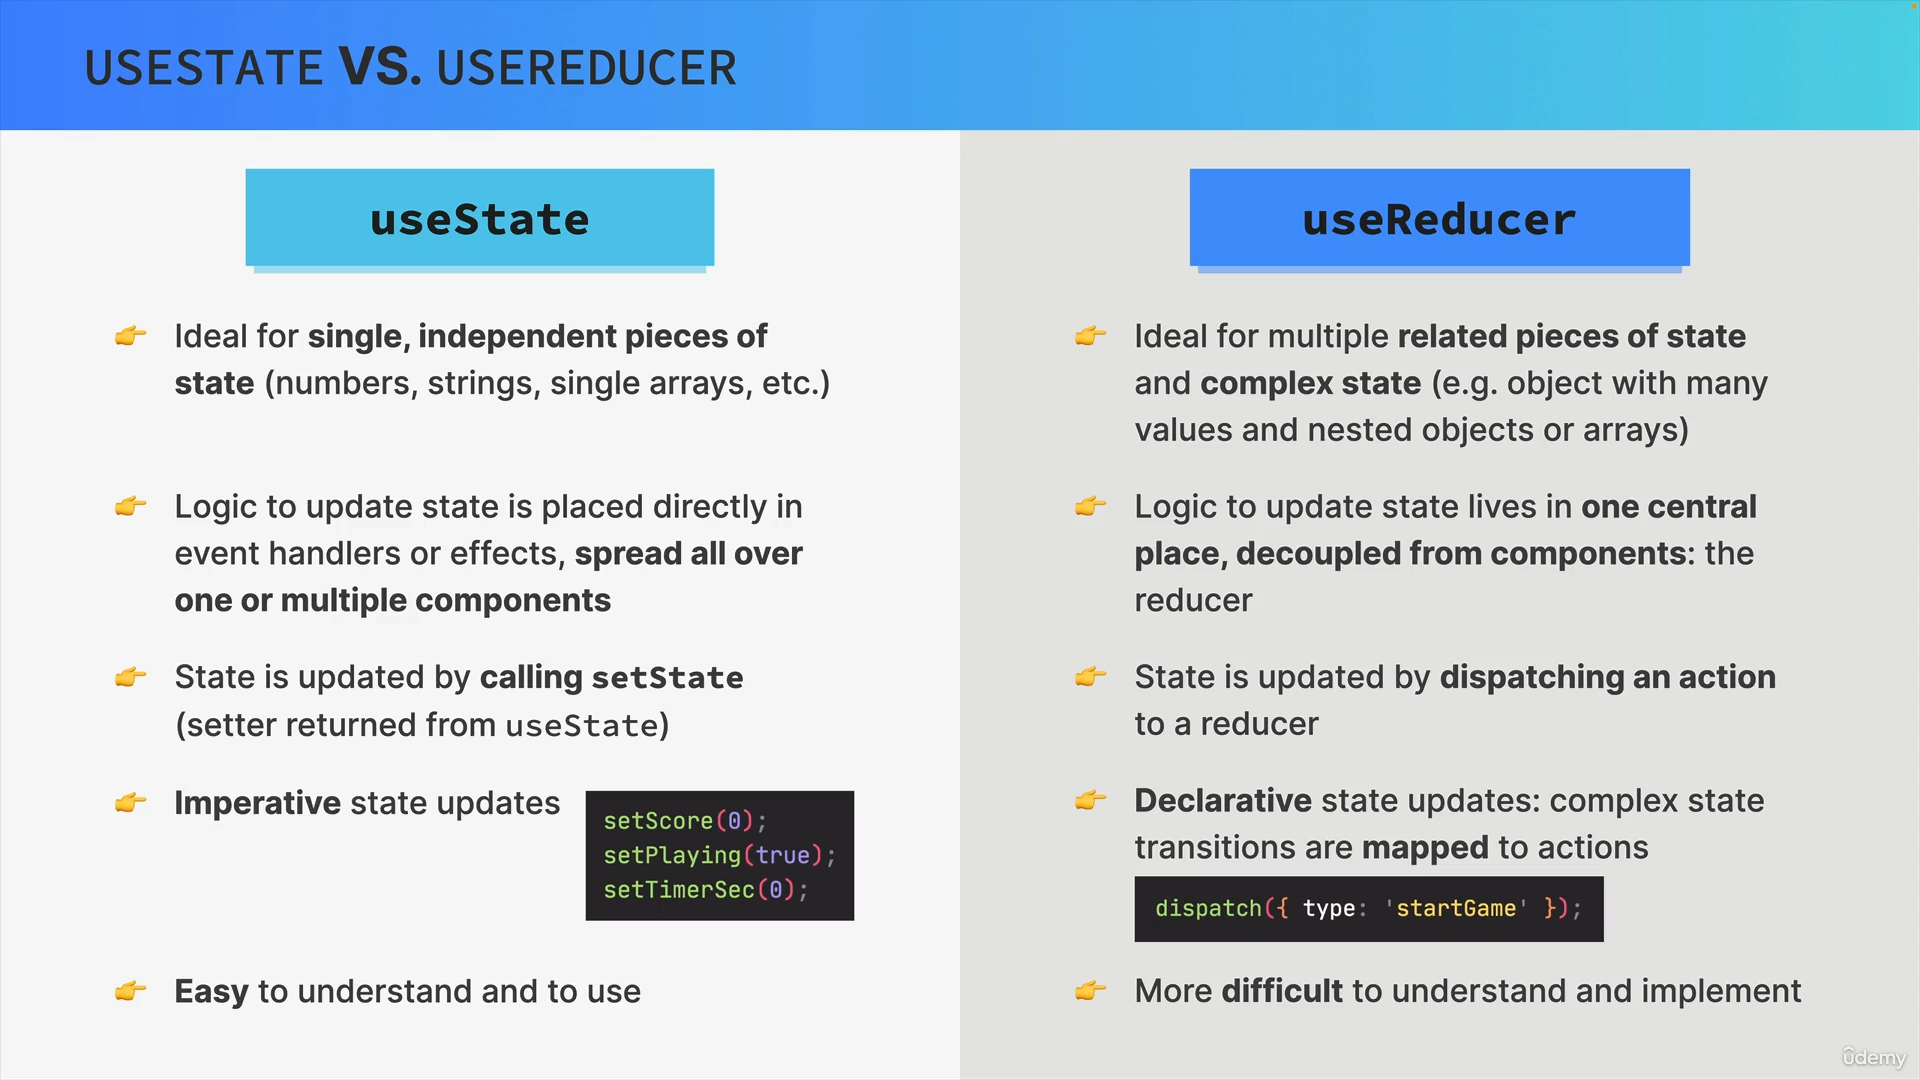 USESTATE VS. USEREDUCER
useState
Ideal for single, independent pieces of
state (numbers, strings, single arrays, etc.)
Logic to update state is placed directly in
event handlers or effects, spread all over
one or multiple components
State is updated by calling setState
(setter returned from useState)
Imperative state updates
setScore(0);
setPlaying(true);
setTimerSec(0);
Easy to understand and to use
useReducer
Ideal for multiple related pieces of state
and complex state (e.g. object with many
values and nested objects or arrays)
Logic to update state lives in one central
place, decoupled from components: the
reducer
State is updated by dispatching an action
to a reducer
Declarative state updates: complex state
transitions are mapped to actions
dispatch({ type: 'startGame' });
More difficult to understand and implement
ûdemy